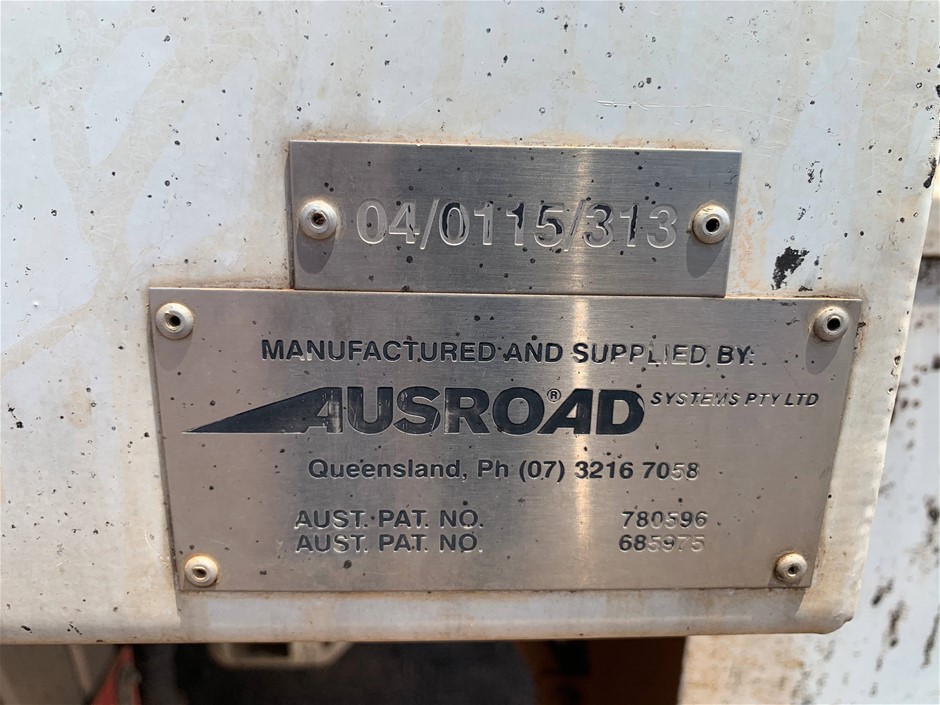 04/0115/313
MANUFACTURED AND SUPPLIED BY:
AUSROAD® SYSTEMS PTY LTD
Queensland, Ph (07) 3216 7058
AUST. PAT. NO. 780596
AUST. PAT. NO. 685975